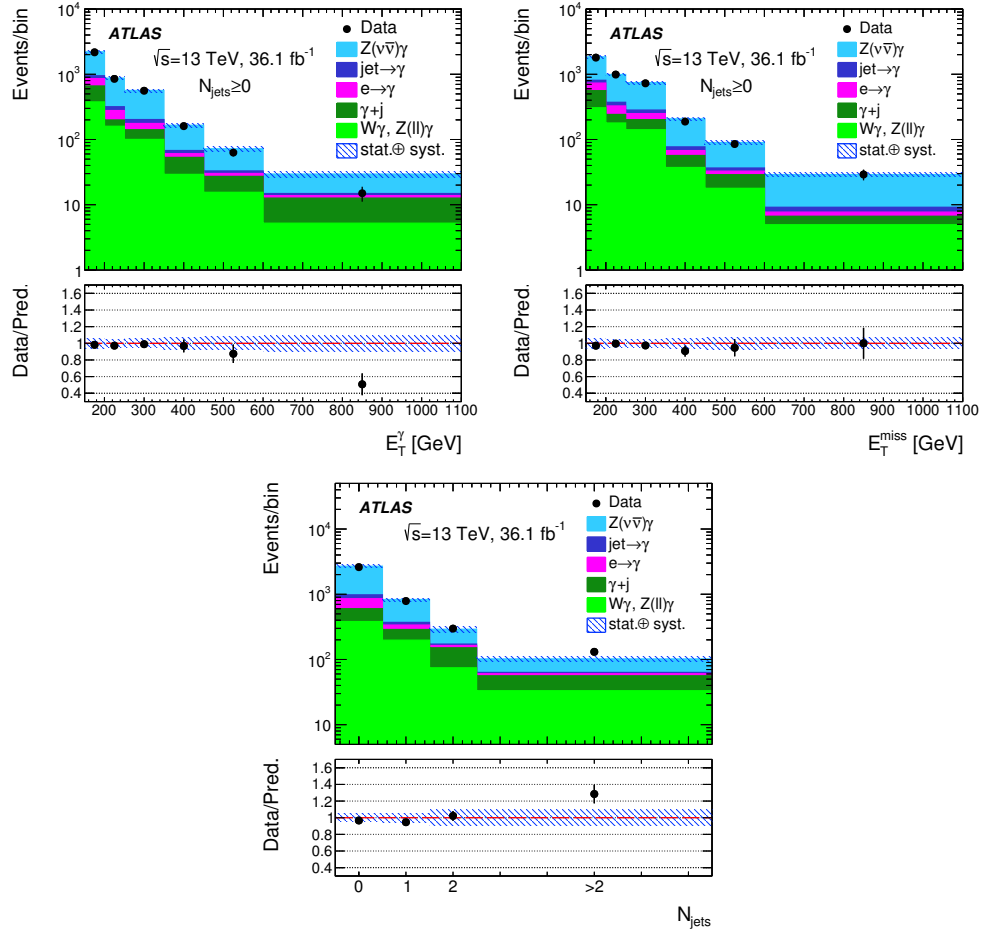 Events/bin
10⁴
10³
10²
10
1
ATLAS
√s=13 TeV, 36.1 fb⁻¹
N_jets≥0
Data
Z(νν̄)γ
jet→γ
e→γ
γ+j
Wγ, Z(ll)γ
stat.⊕ syst.
Data/Pred.
1.6
1.4
1.2
1
0.8
0.6
0.4
200 300 400 500 600 700 800 900 1000 1100
E_T^γ [GeV]
Events/bin
10⁴
10³
10²
10
1
ATLAS
√s=13 TeV, 36.1 fb⁻¹
N_jets≥0
Data
Z(νν̄)γ
jet→γ
e→γ
γ+j
Wγ, Z(ll)γ
stat.⊕ syst.
Data/Pred.
1.6
1.4
1.2
1
0.8
0.6
0.4
200 300 400 500 600 700 800 900 1000 1100
E_T^miss [GeV]
Events/bin
10⁴
10³
10²
10
ATLAS
√s=13 TeV, 36.1 fb⁻¹
Data
Z(νν̄)γ
jet→γ
e→γ
γ+j
Wγ, Z(ll)γ
stat.⊕ syst.
Data/Pred.
1.6
1.4
1.2
1
0.8
0.6
0.4
0 1 2 >2
N_jets